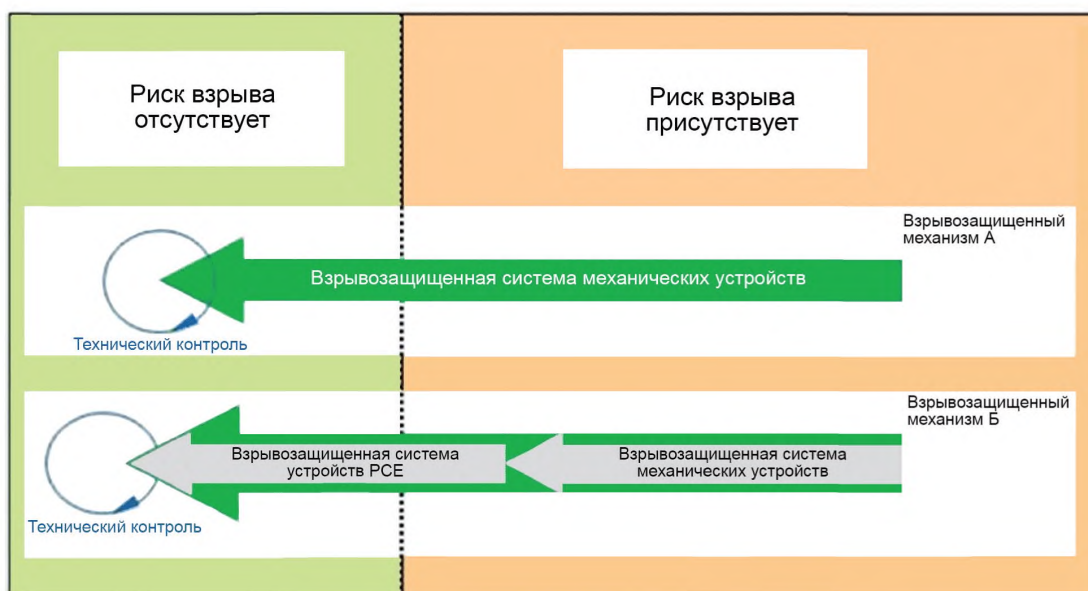 Риск взрыва
отсутствует
Риск взрыва
присутствует
Взрывозащищенный
механизм А
Взрывозащищенная система механических устройств
Технический контроль
Взрывозащищенный
механизм Б
Взрывозащищенная система
устройств PCE
Взрывозащищенная система
механических устройств
Технический контроль